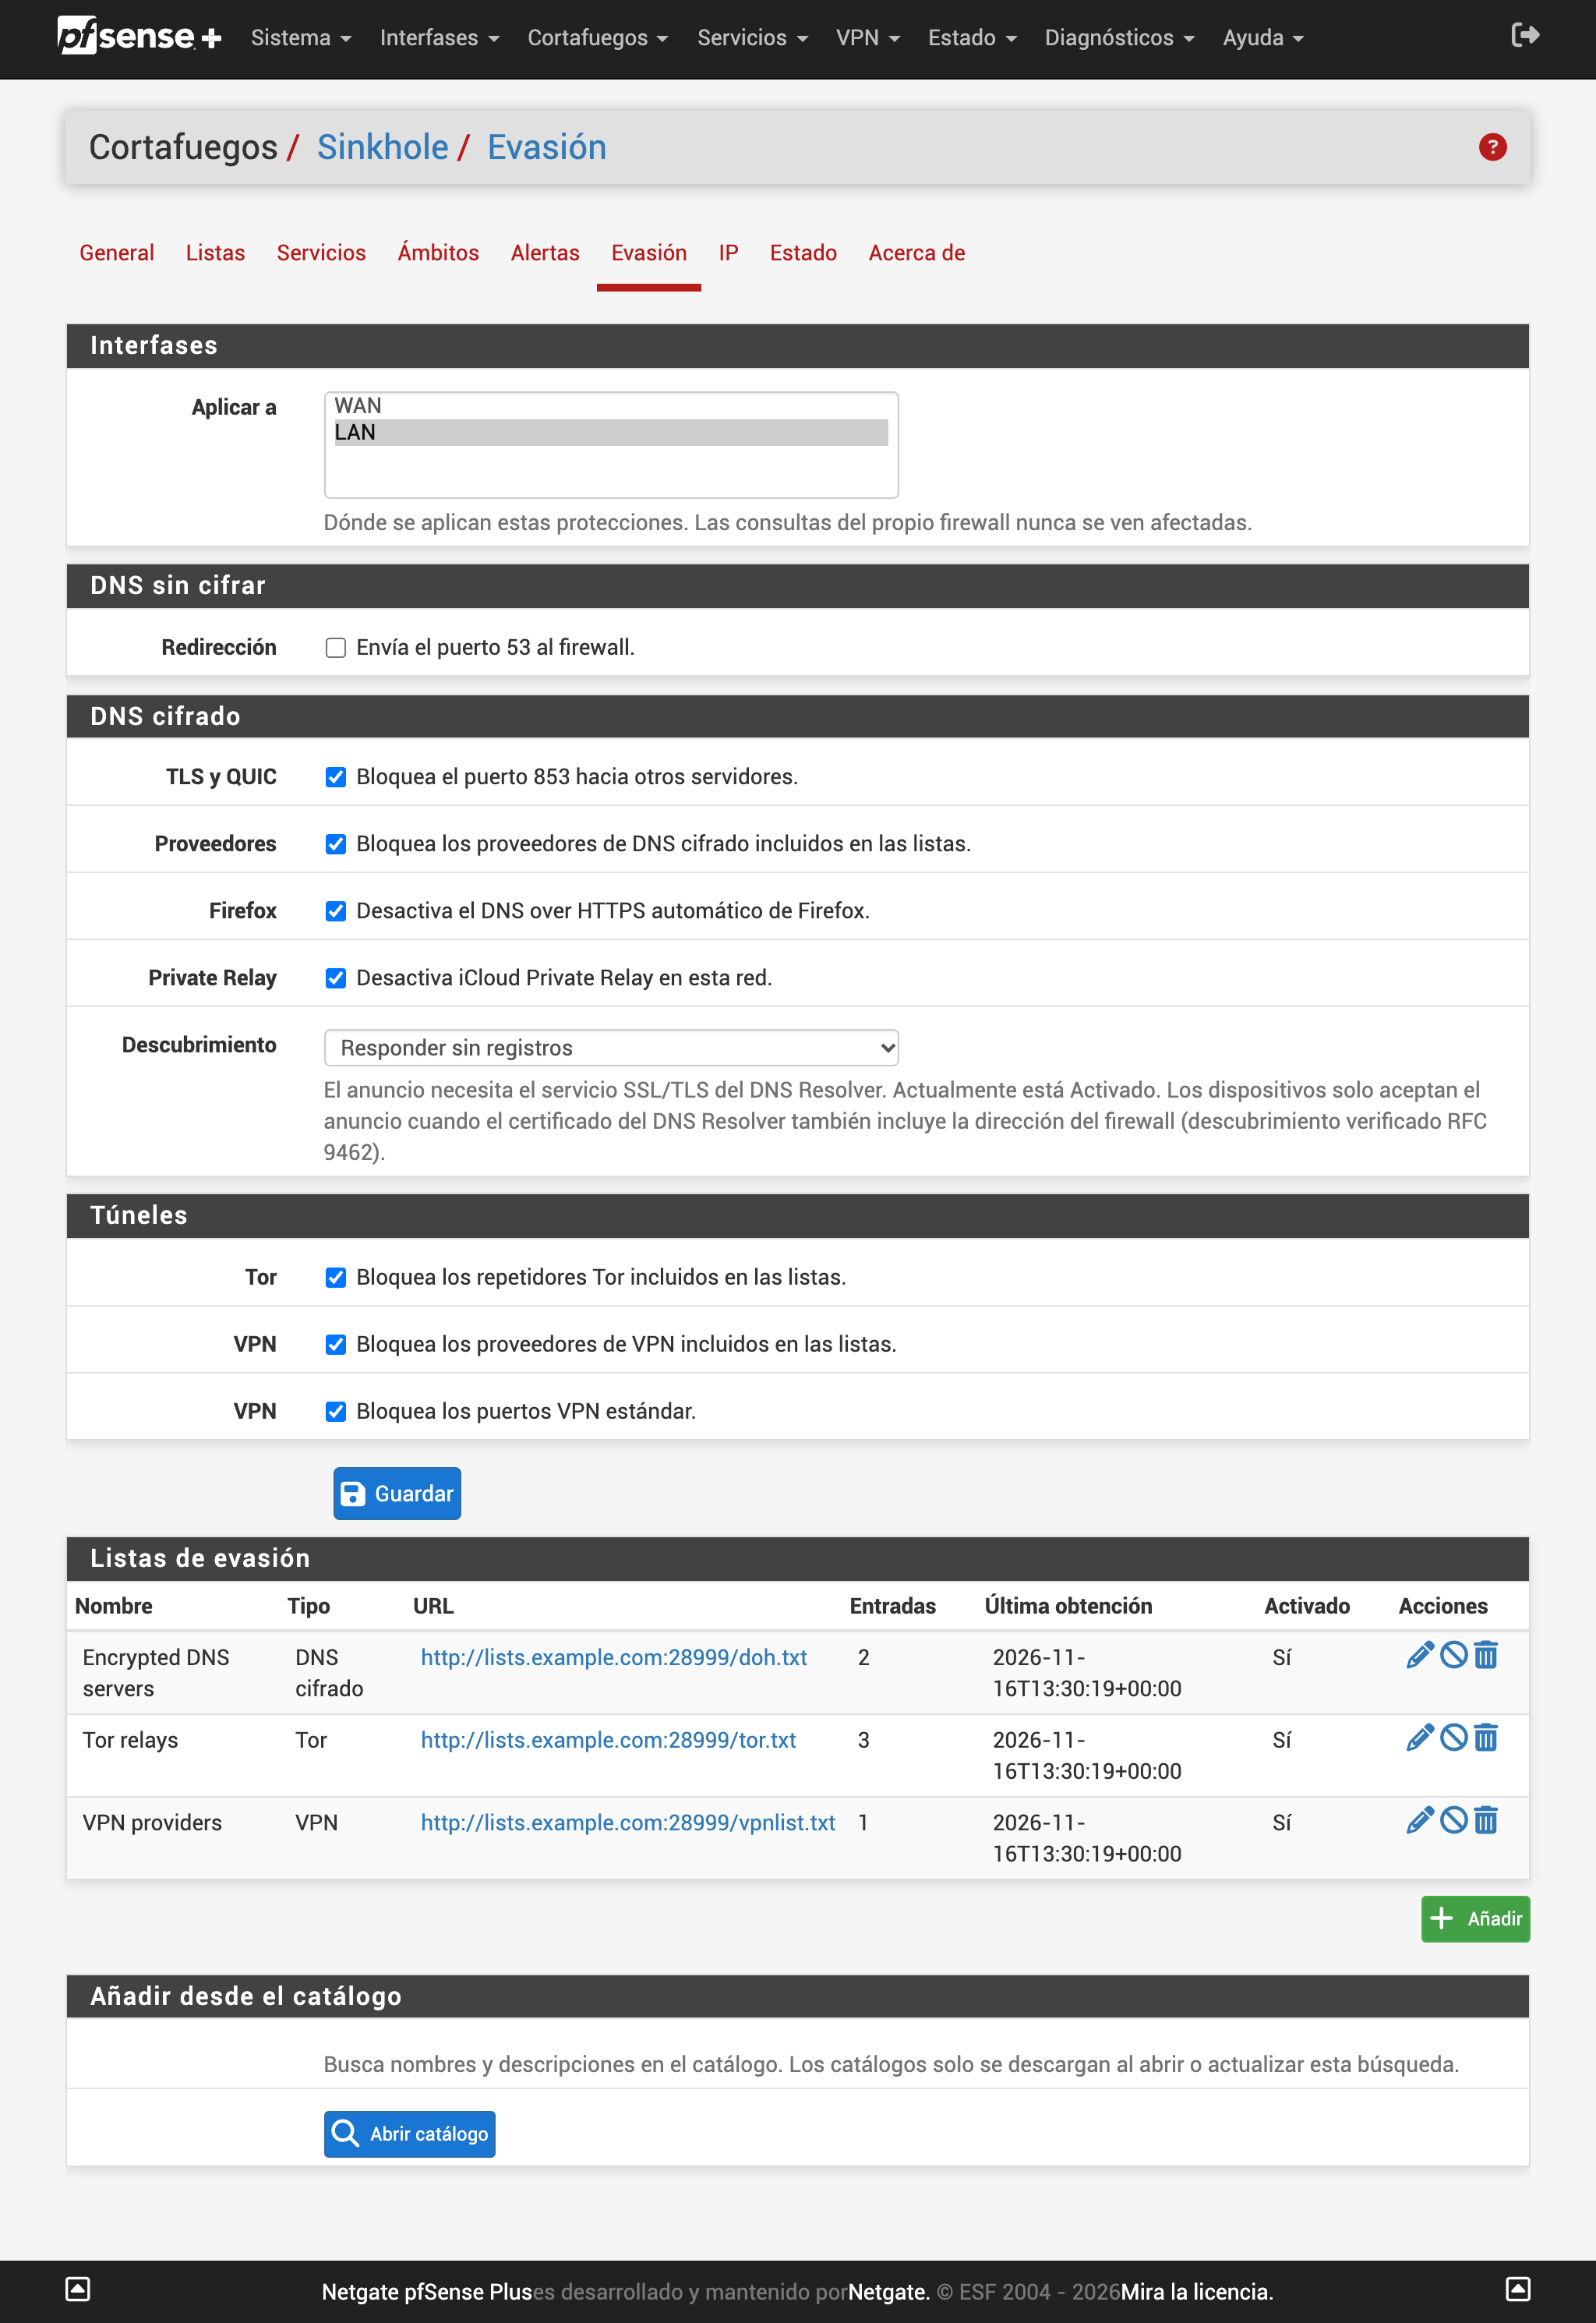 pfsense+ Sistema Interfases Cortafuegos Servicios VPN Estado Diagnósticos Ayuda
Cortafuegos / Sinkhole / Evasión ?
General Listas Servicios Ámbitos Alertas Evasión IP Estado Acerca de
Interfases
Aplicar a
WAN
LAN
Dónde se aplican estas protecciones. Las consultas del propio firewall nunca se ven afectadas.
DNS sin cifrar
Redirección Envía el puerto 53 al firewall.
DNS cifrado
TLS y QUIC Bloquea el puerto 853 hacia otros servidores.
Proveedores Bloquea los proveedores de DNS cifrado incluidos en las listas.
Firefox Desactiva el DNS over HTTPS automático de Firefox.
Private Relay Desactiva iCloud Private Relay en esta red.
Descubrimiento Responder sin registros
El anuncio necesita el servicio SSL/TLS del DNS Resolver. Actualmente está Activado. Los dispositivos solo aceptan el
anuncio cuando el certificado del DNS Resolver también incluye la dirección del firewall (descubrimiento verificado RFC
9462).
Túneles
Tor Bloquea los repetidores Tor incluidos en las listas.
VPN Bloquea los proveedores de VPN incluidos en las listas.
VPN Bloquea los puertos VPN estándar.
Guardar
Listas de evasión
Nombre Tipo URL Entradas Última obtención Activado Acciones
Encrypted DNS DNS http://lists.example.com:28999/doh.txt 2 2026-11- Sí
servers cifrado 16T13:30:19+00:00
Tor relays Tor http://lists.example.com:28999/tor.txt 3 2026-11- Sí
16T13:30:19+00:00
VPN providers VPN http://lists.example.com:28999/vpnlist.txt 1 2026-11- Sí
16T13:30:19+00:00
Añadir
Añadir desde el catálogo
Busca nombres y descripciones en el catálogo. Los catálogos solo se descargan al abrir o actualizar esta búsqueda.
Abrir catálogo
Netgate pfSense Pluses desarrollado y mantenido porNetgate. © ESF 2004 - 2026Mira la licencia.